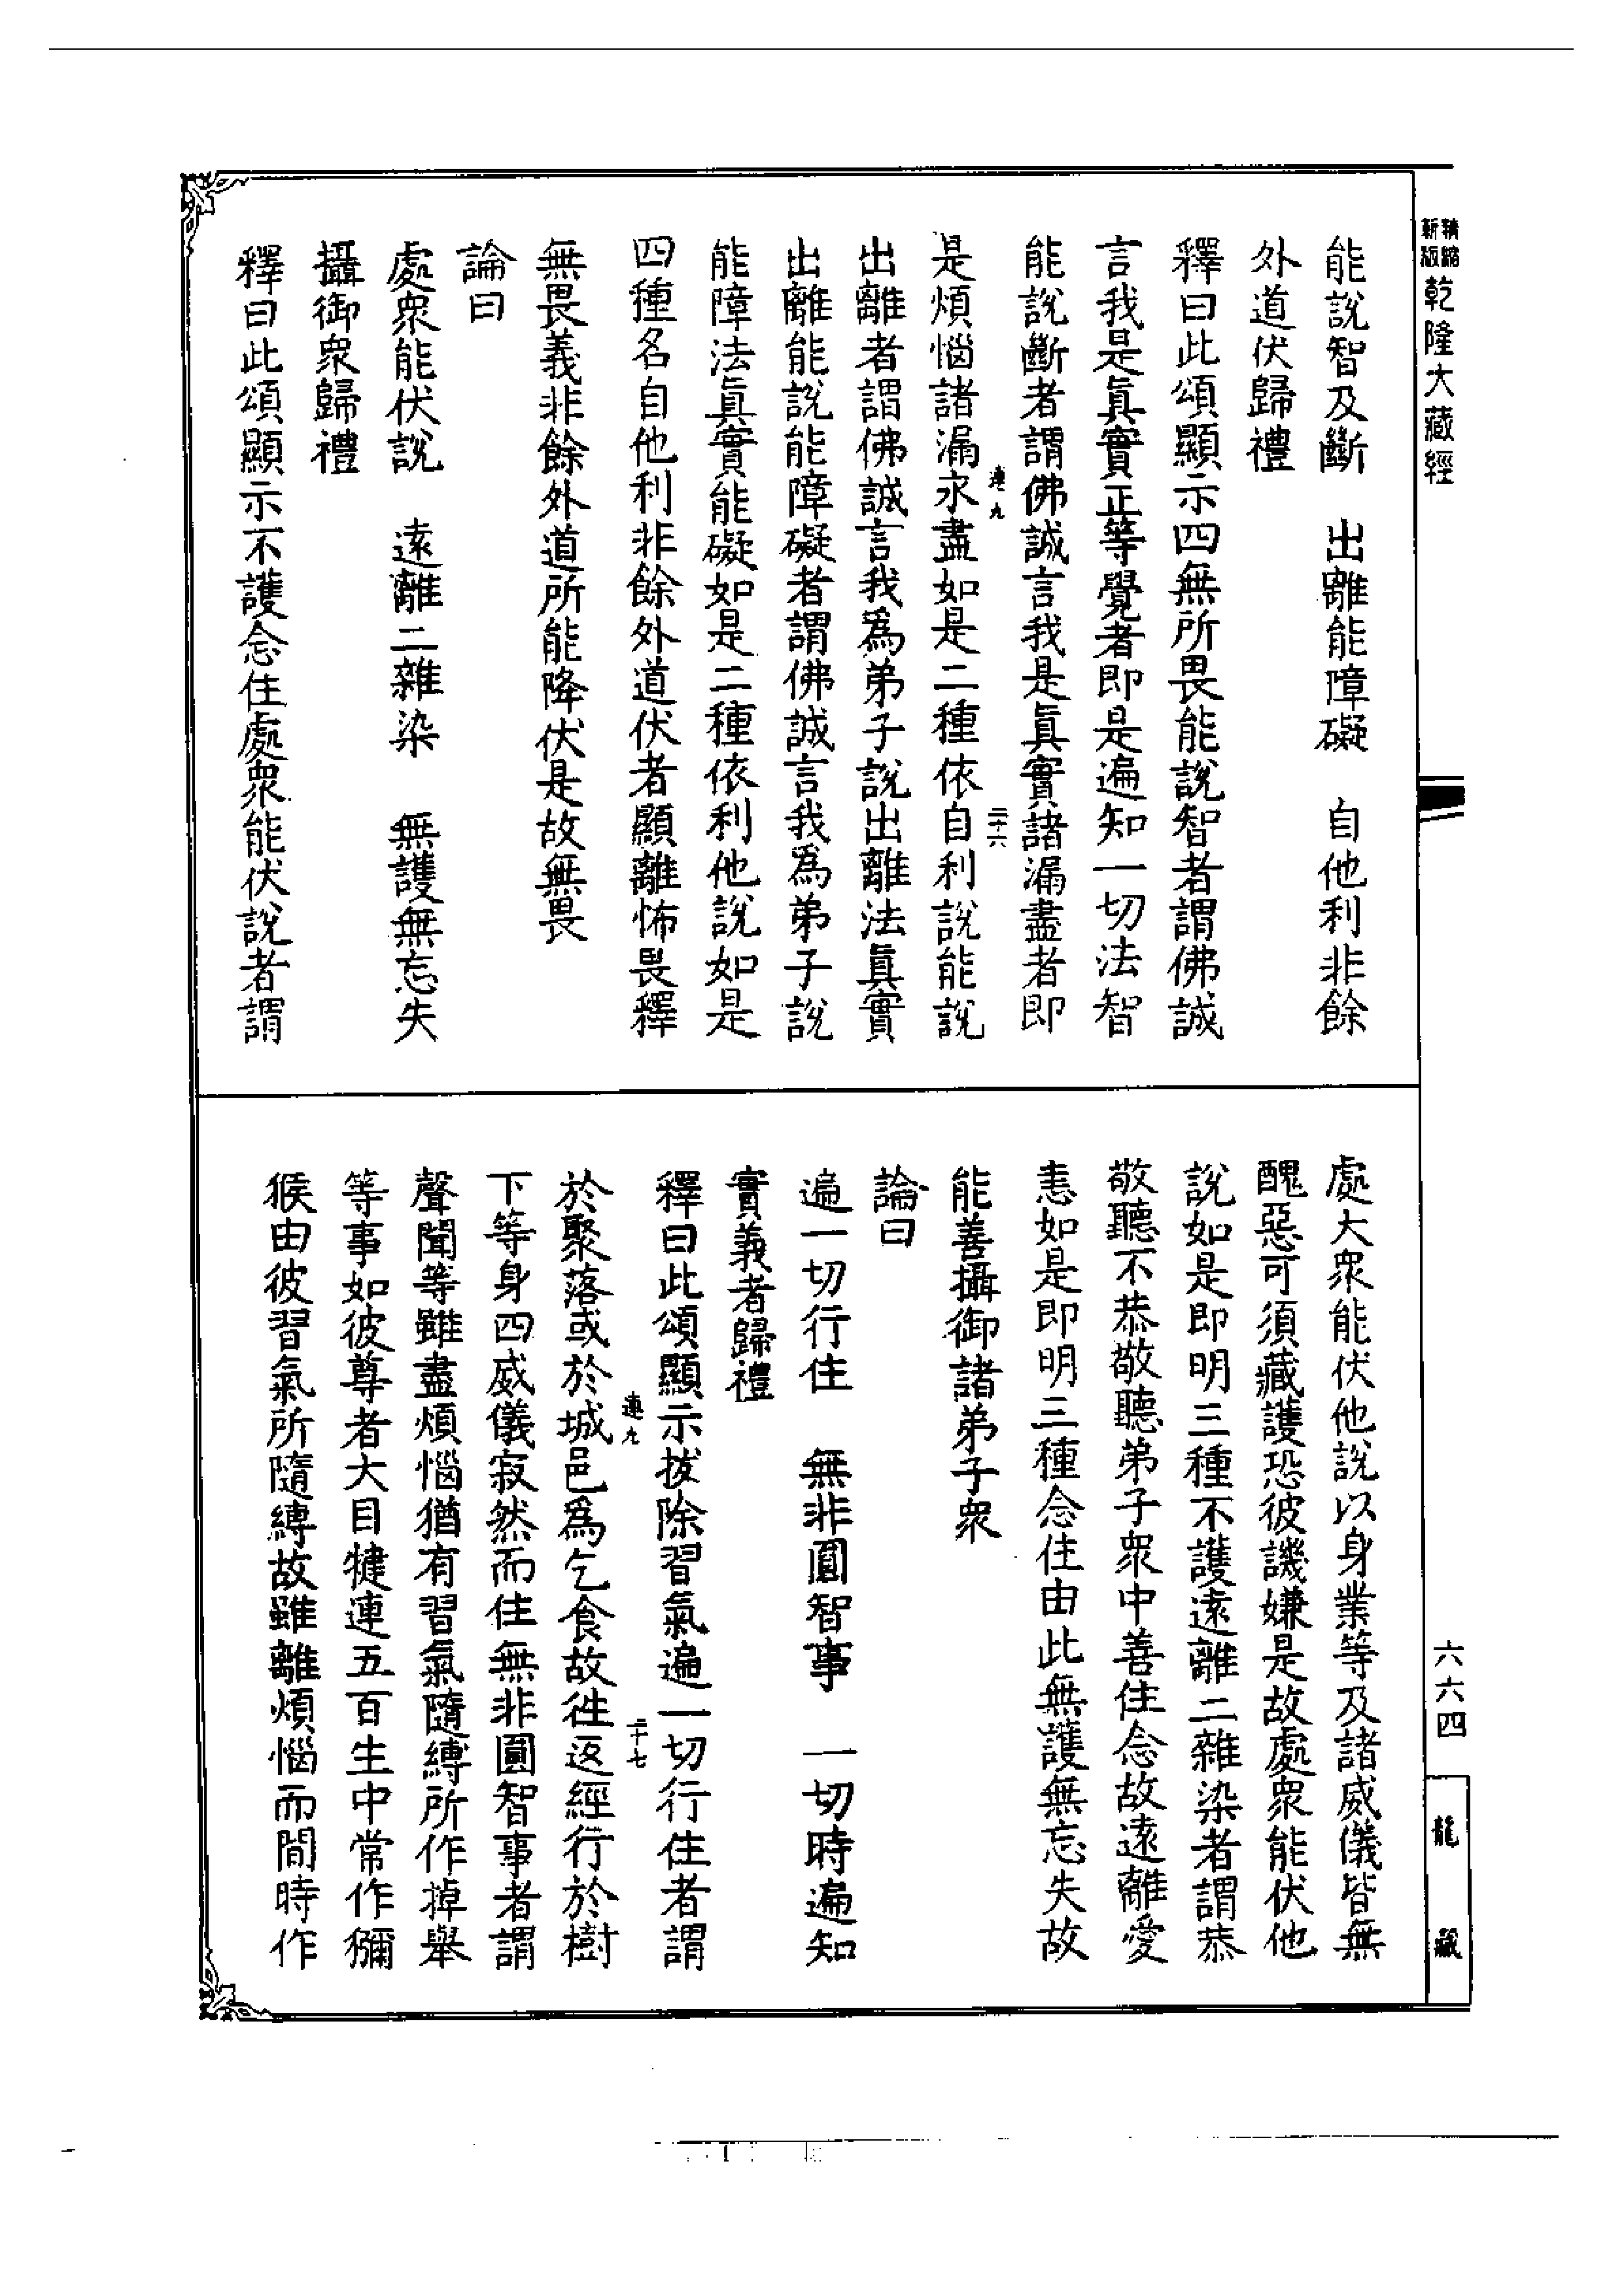 精縮
新版
乾隆大藏經
能說智及斷　出離能障礙　自他利非餘
外道伏歸禮
釋曰此頌顯示四無所畏能說智者謂佛誠
言我是眞實正等覺者即是遍知一切法智
能說斷者謂佛誠言我是眞實諸漏盡者即
連九
二十六
是煩惱諸漏永盡如是二種依自利說能說
出離者謂佛誠言我爲弟子說出離法眞實
出離能說能障礙者謂佛誠言我爲弟子說
能障法眞實能礙如是二種依利他說如是
四種名自他利非餘外道伏者顯離怖畏釋
無畏義非餘外道所能降伏是故無畏
論曰
處衆能伏說　遠離二雜染　無護無忘失
攝御衆歸禮
釋曰此頌顯示不護念住處衆能伏說者謂
處大衆能伏他說以身業等及諸威儀皆無
醜惡可須藏護恐彼譏嫌是故處衆能伏他
說如是即明三種不護遠離二雜染者謂恭
敬聽不恭敬聽弟子衆中善住念故遠離愛
恚如是即明三種念住由此無護無忘失故
能善攝御諸弟子衆
論曰
遍一切行住　無非圓智事　一切時遍知
實義者歸禮
釋曰此頌顯示拔除習氣遍一切行住者謂
連九
二十七
於聚落或於城邑爲乞食故徃返經行於樹
下等身四威儀寂然而住無非圓智事者謂
聲聞等雖盡煩惱猶有習氣隨縛所作掉舉
等事如彼尊者大目犍連五百生中常作獼
猴由彼習氣所隨縛故雖離煩惱而間時作
六六四
龍藏